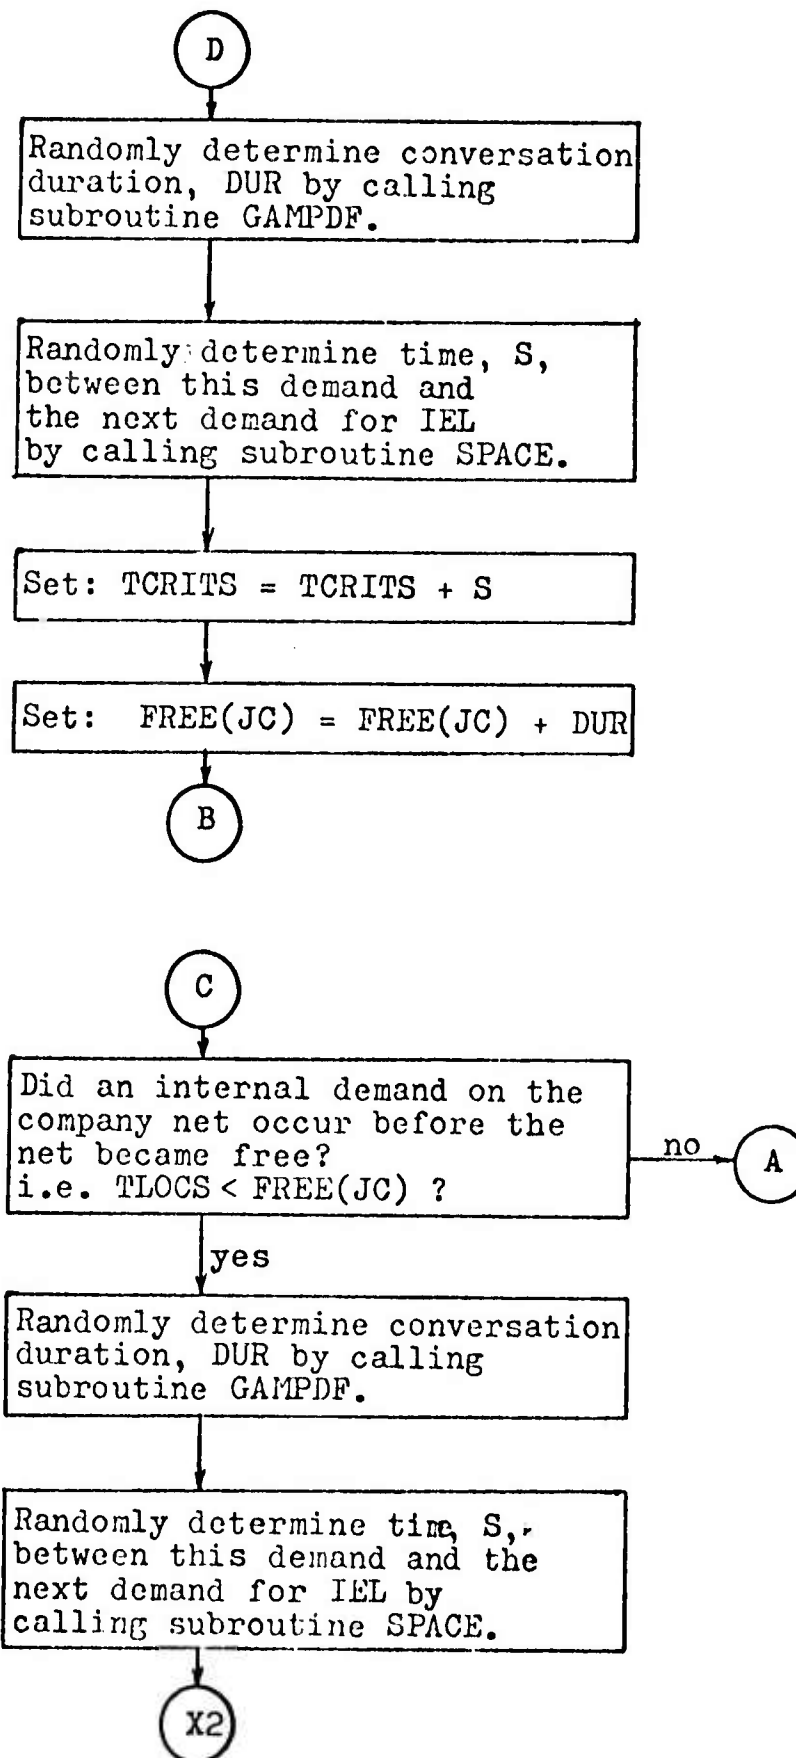 D
Randomly determine conversation
duration, DUR by calling
subroutine GAMPDF.
Randomly determine time, S,
between this demand and
the next demand for IEL
by calling subroutine SPACE.
Set: TCRITS = TCRITS + S
Set: FREE(JC) = FREE(JC) + DUR
B
C
Did an internal demand on the
company net occur before the
net became free?
i.e. TLOCS < FREE(JC) ?
no
A
yes
Randomly determine conversation
duration, DUR by calling
subroutine GAMPDF.
Randomly determine time, S,
between this demand and the
next demand for IEL by
calling subroutine SPACE.
X2